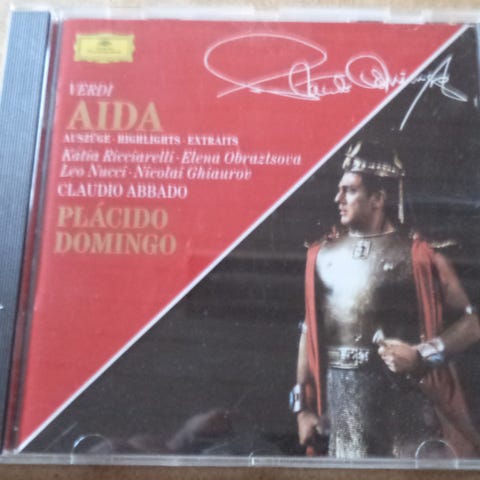 VERDI
AIDA
AUSZÜGE · HIGHLIGHTS · EXTRAITS
Katia Ricciarelli · Elena Obraztsova
Leo Nucci · Nicolai Ghiaurov
CLAUDIO ABBADO
PLÁCIDO
DOMINGO